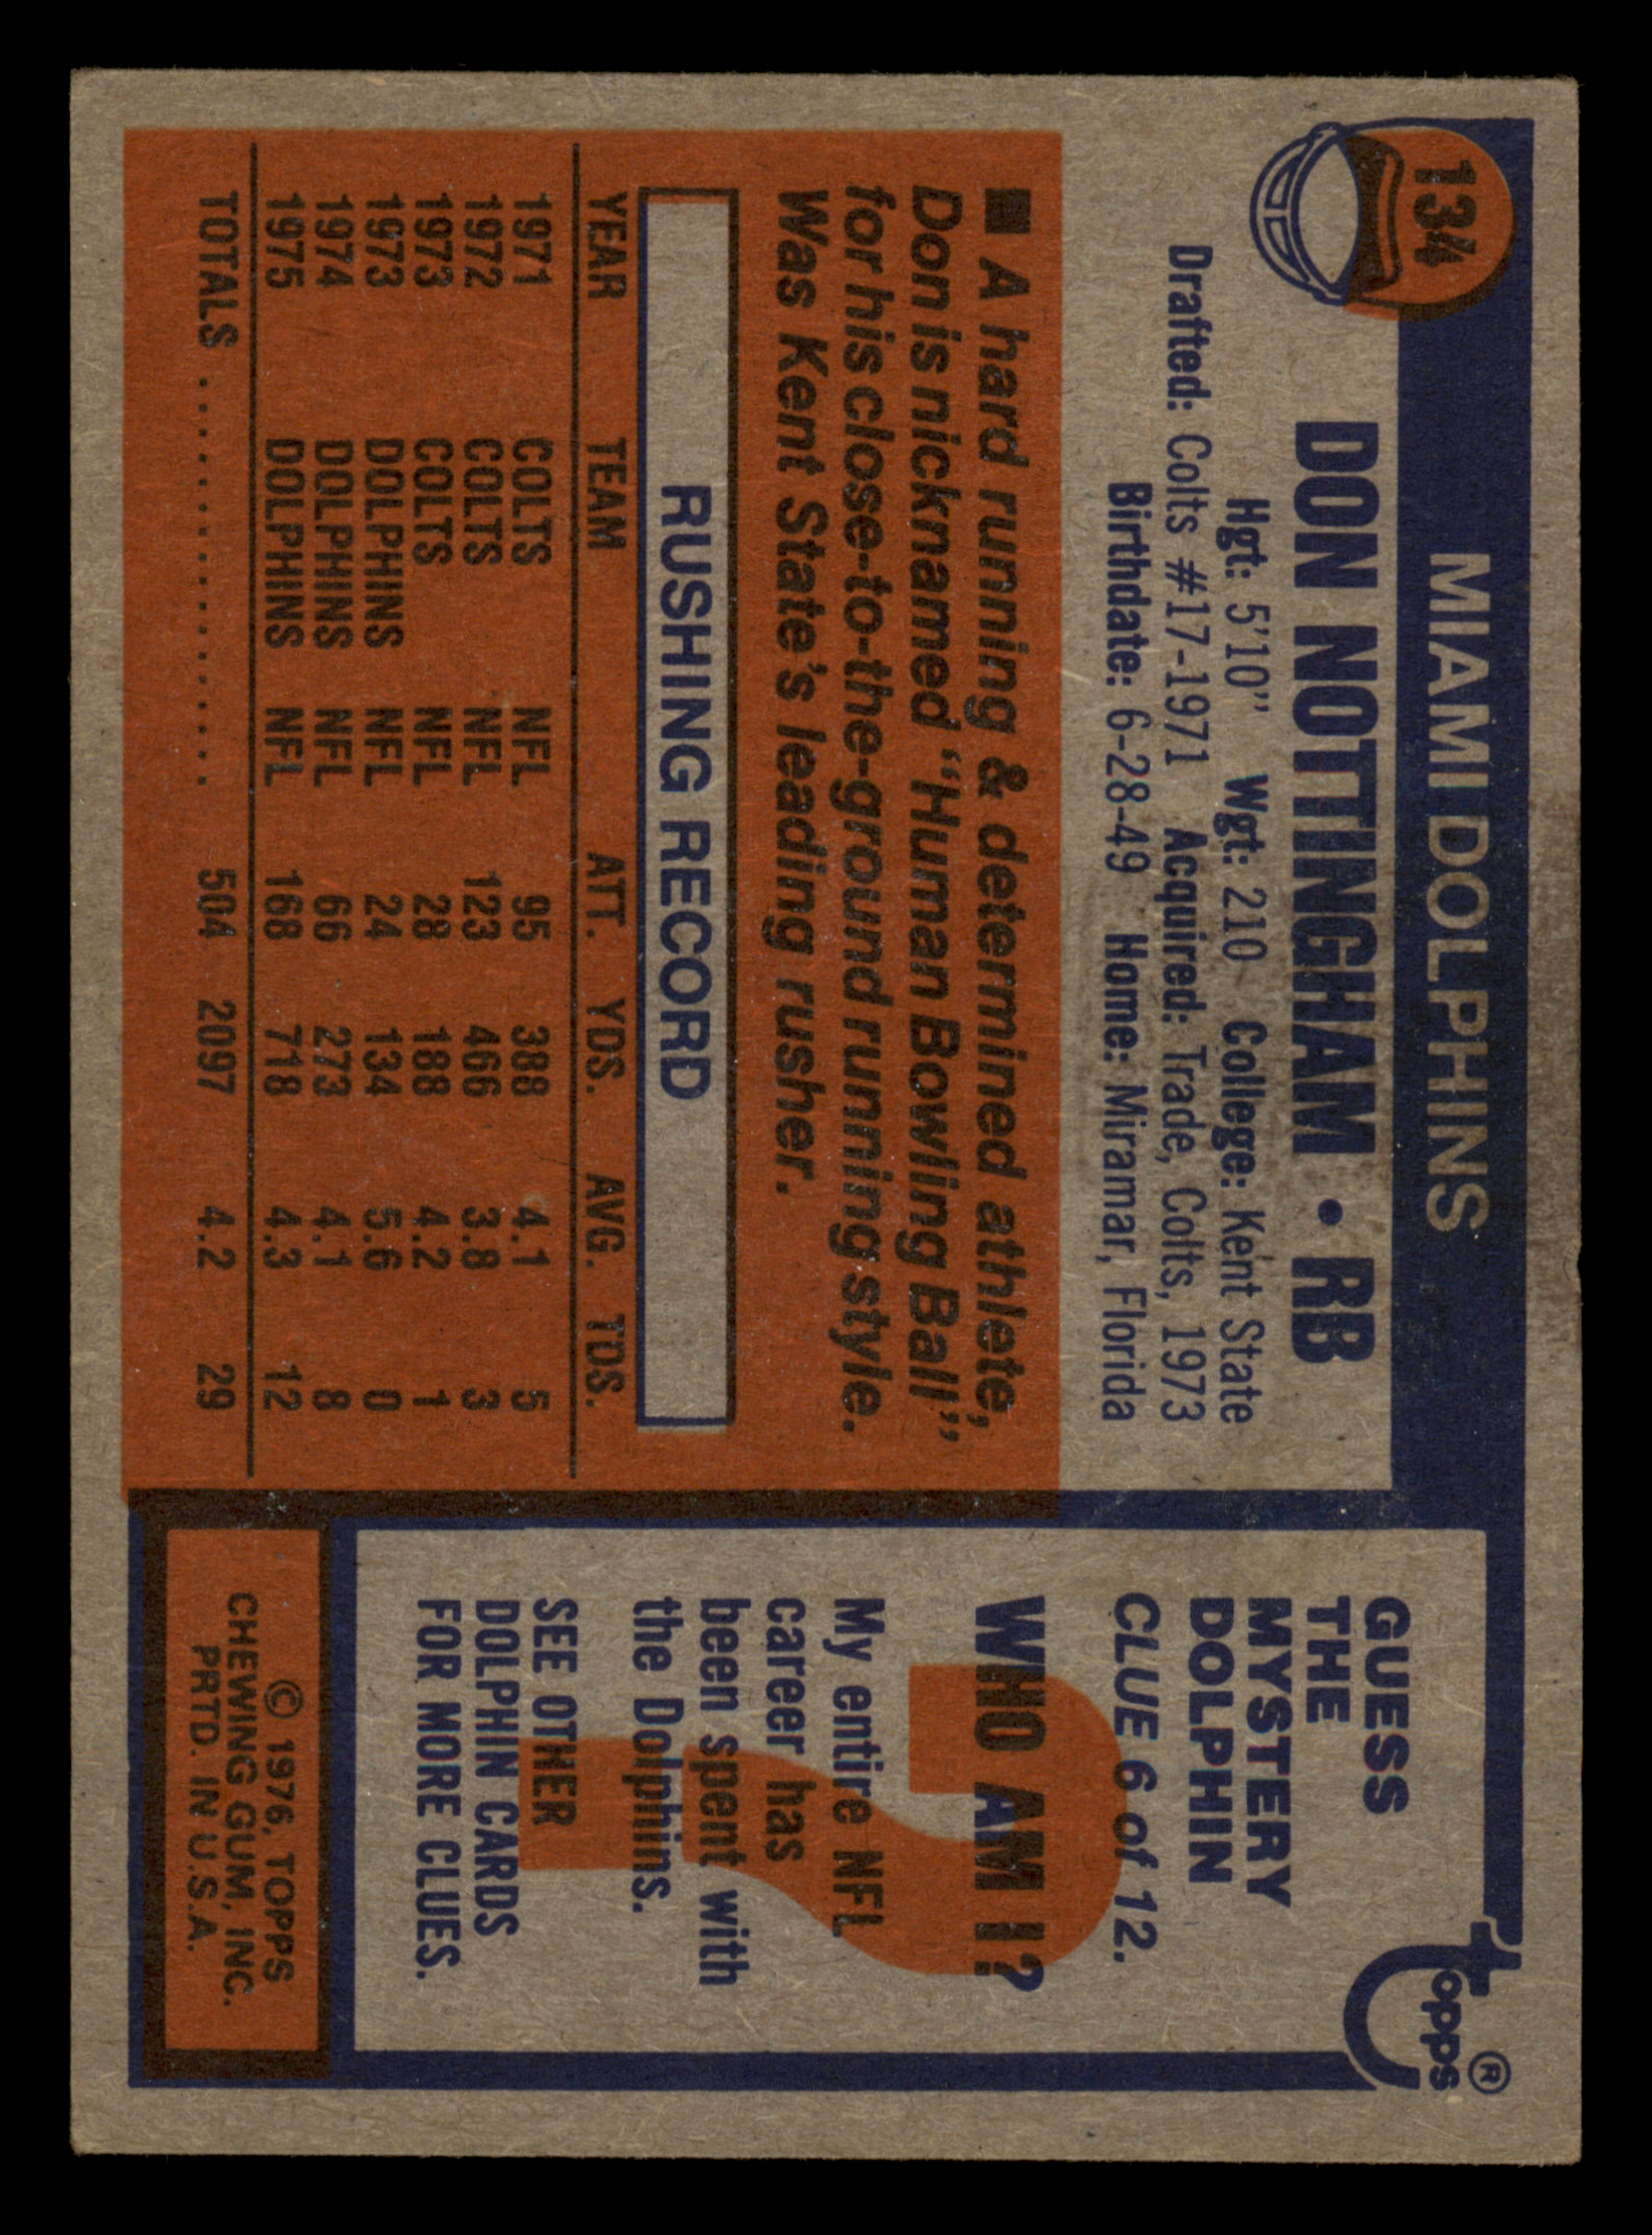 134
MIAMI DOLPHINS
DON NOTTINGHAM • RB
Hgt: 5'10" Wgt: 210 College: Kent State
Drafted: Colts #17-1971 Acquired: Trade, Colts, 1973
Birthdate: 6-28-49 Home: Miramar, Florida
■ A hard running & determined athlete,
Don is nicknamed "Human Bowling Ball",
for his close-to-the-ground running style.
Was Kent State's leading rusher.
RUSHING RECORD
YEAR TEAM ATT. YDS. AVG. TDS.
1971 COLTS NFL 95 388 4.1 5
1972 COLTS NFL 123 466 3.8 3
1973 COLTS NFL 28 188 4.2 1
1973 DOLPHINS NFL 24 134 5.6 0
1974 DOLPHINS NFL 66 273 4.1 8
1975 DOLPHINS NFL 168 718 4.3 12
TOTALS .................. 504 2097 4.2 29
topps®
GUESS
THE
MYSTERY
DOLPHIN
CLUE 6 of 12.
WHO AM I?
My entire NFL
career has
been spent with
the Dolphins.
SEE OTHER
DOLPHIN CARDS
FOR MORE CLUES.
?
© 1976, TOPPS
CHEWING GUM, INC.
PRTD. IN U.S.A.